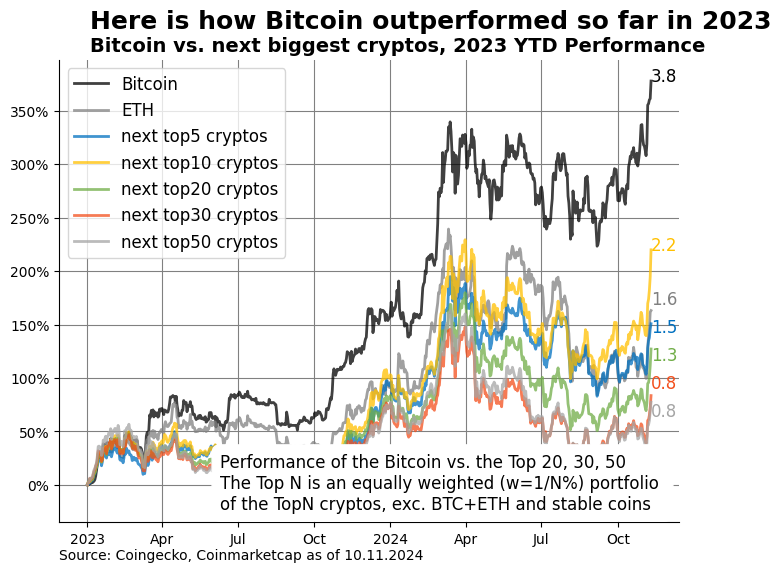 Here is how Bitcoin outperformed so far in 2023
Bitcoin vs. next biggest cryptos, 2023 YTD Performance
Bitcoin
ETH
next top5 cryptos
next top10 cryptos
next top20 cryptos
next top30 cryptos
next top50 cryptos
350%
300%
250%
200%
150%
100%
50%
0%
3.8
2.2
1.6
1.5
1.3
0.8
0.8
Performance of the Bitcoin vs. the Top 20, 30, 50
The Top N is an equally weighted (w=1/N%) portfolio
of the TopN cryptos, exc. BTC+ETH and stable coins
2023 Apr Jul Oct 2024 Apr Jul Oct
Source: Coingecko, Coinmarketcap as of 10.11.2024